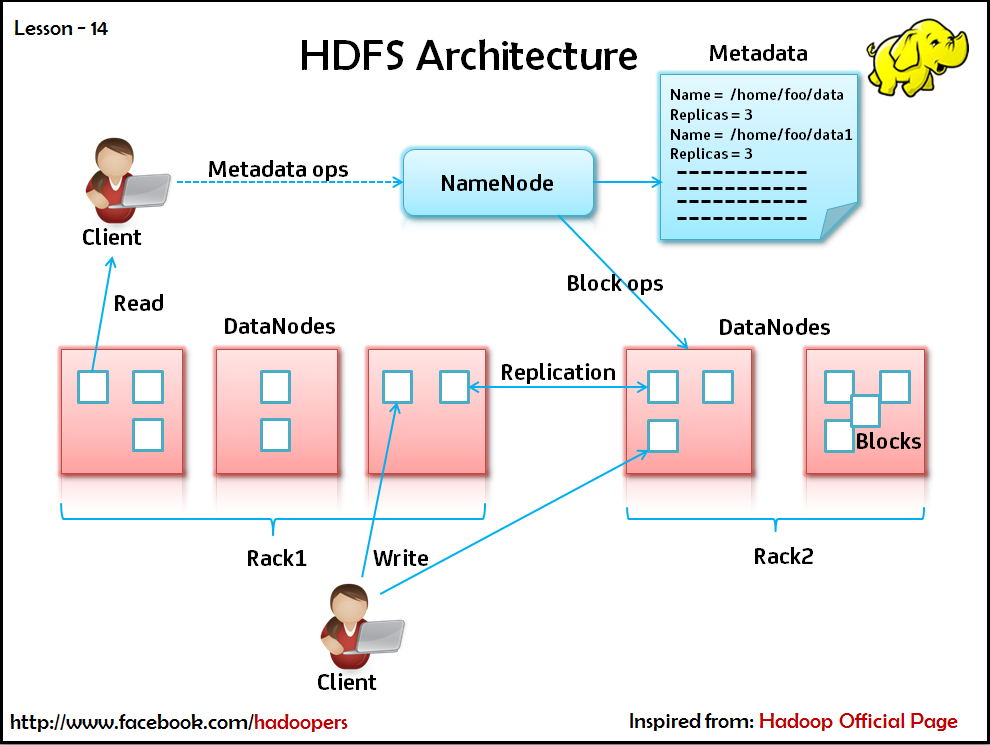 Lesson - 14
HDFS Architecture
Metadata
Name = /home/foo/data
Replicas = 3
Name = /home/foo/data1
Replicas = 3
Metadata ops
NameNode
Client
Block ops
Read
DataNodes
DataNodes
Replication
Blocks
Rack1
Write
Rack2
Client
http://www.facebook.com/hadoopers
Inspired from: Hadoop Official Page